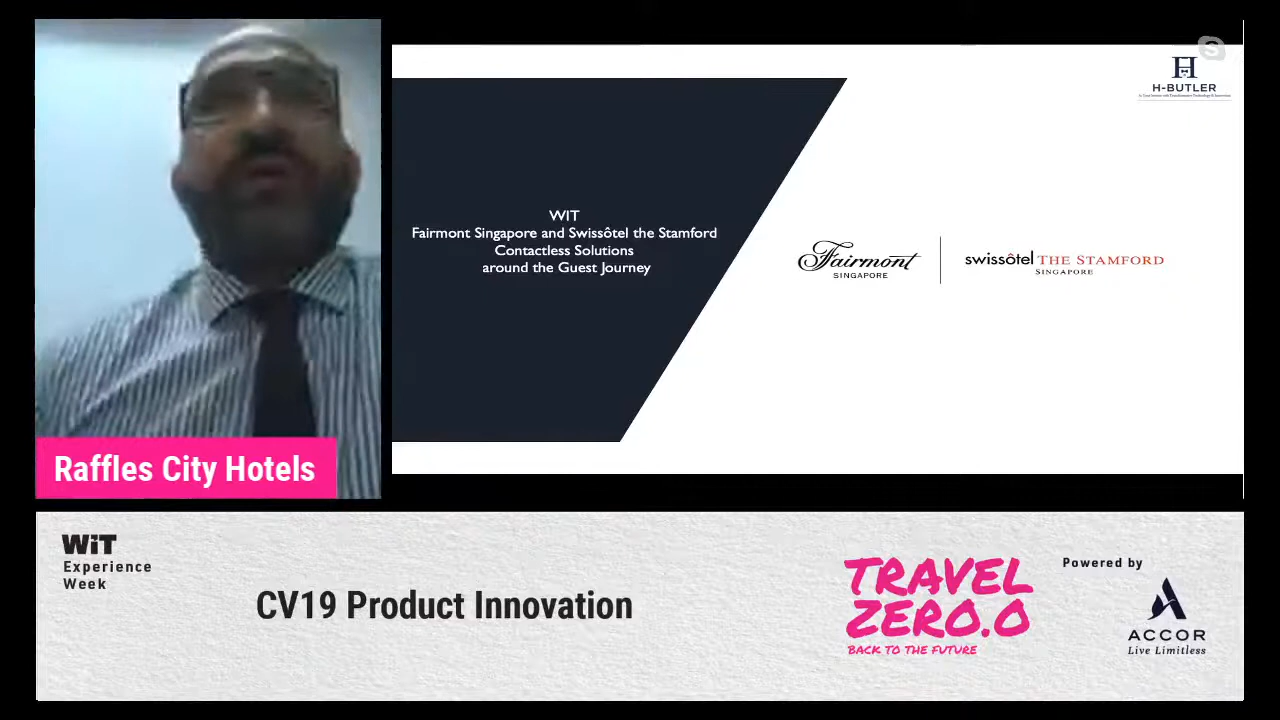 H
H-BUTLER
WIT
Fairmont Singapore and Swissôtel the Stamford
Contactless Solutions
around the Guest Journey
Fairmont
SINGAPORE
swissôtel THE STAMFORD
SINGAPORE
Raffles City Hotels
WiT
Experience
Week
CV19 Product Innovation
TRAVEL
ZERO.O
BACK TO THE FUTURE
Powered by
ACCOR
Live Limitless